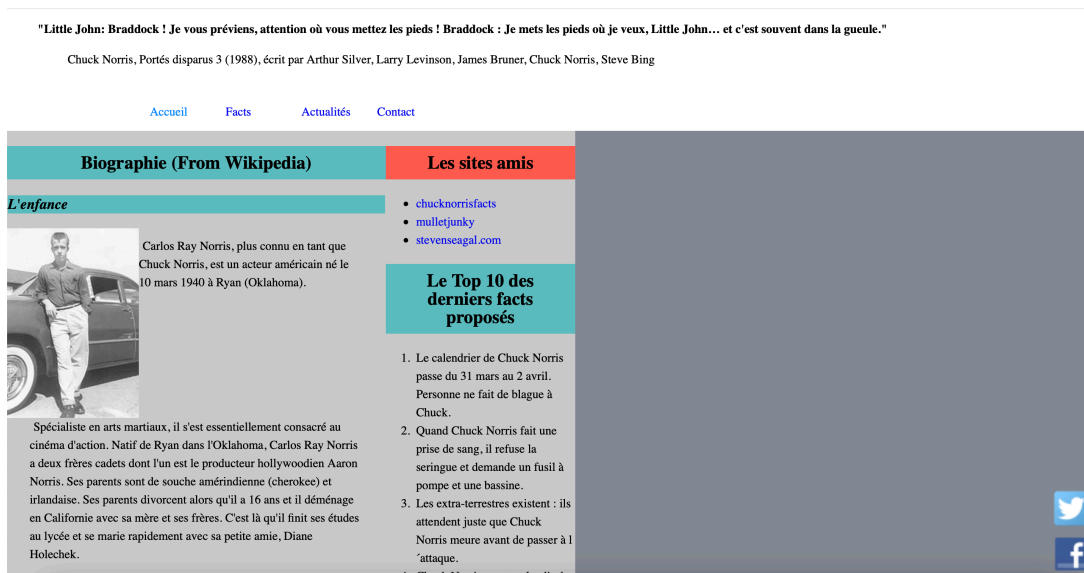 "Little John: Braddock ! Je vous préviens, attention où vous mettez les pieds ! Braddock : Je mets les pieds où je veux, Little John… et c'est souvent dans la gueule."
Chuck Norris, Portés disparus 3 (1988), écrit par Arthur Silver, Larry Levinson, James Bruner, Chuck Norris, Steve Bing
Accueil Facts Actualités Contact
Biographie (From Wikipedia)
L'enfance
Carlos Ray Norris, plus connu en tant que
Chuck Norris, est un acteur américain né le
10 mars 1940 à Ryan (Oklahoma).
Spécialiste en arts martiaux, il s'est essentiellement consacré au
cinéma d'action. Natif de Ryan dans l'Oklahoma, Carlos Ray Norris
a deux frères cadets dont l'un est le producteur hollywoodien Aaron
Norris. Ses parents sont de souche amérindienne (cherokee) et
irlandaise. Ses parents divorcent alors qu'il a 16 ans et il déménage
en Californie avec sa mère et ses frères. C'est là qu'il finit ses études
au lycée et se marie rapidement avec sa petite amie, Diane
Holechek.
Les sites amis
chucknorrisfacts
mulletjunky
stevenseagal.com
Le Top 10 des
derniers facts
proposés
1. Le calendrier de Chuck Norris
passe du 31 mars au 2 avril.
Personne ne fait de blague à
Chuck.
2. Quand Chuck Norris fait une
prise de sang, il refuse la
seringue et demande un fusil à
pompe et une bassine.
3. Les extra-terrestres existent : ils
attendent juste que Chuck
Norris meure avant de passer à l
´attaque.